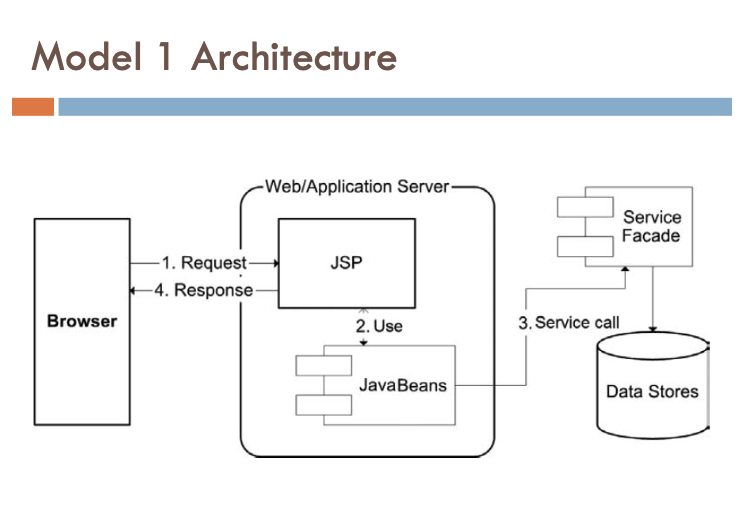 Model 1 Architecture
Web/Application Server
Browser
1. Request
4. Response
JSP
2. Use
JavaBeans
3. Service call
Service
Facade
Data Stores